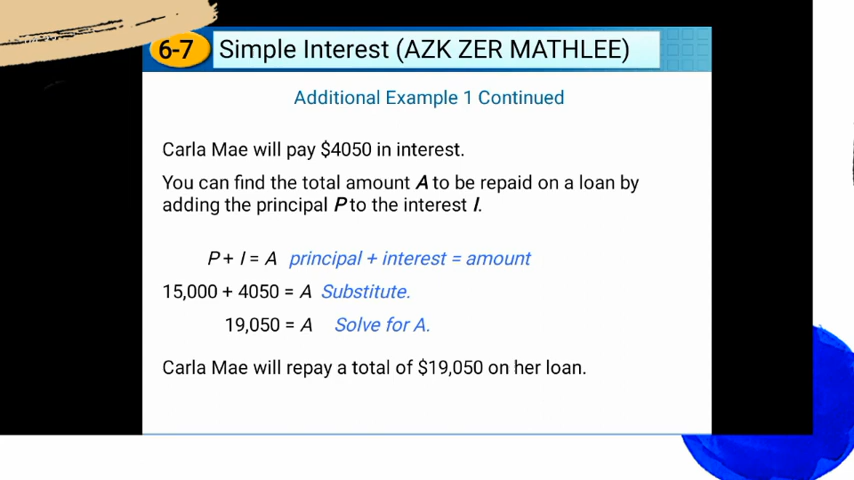 6-7 Simple Interest (AZK ZER MATHLEE)
Additional Example 1 Continued
Carla Mae will pay $4050 in interest.
You can find the total amount A to be repaid on a loan by
adding the principal P to the interest I.
P + I = A principal + interest = amount
15,000 + 4050 = A Substitute.
19,050 = A Solve for A.
Carla Mae will repay a total of $19,050 on her loan.